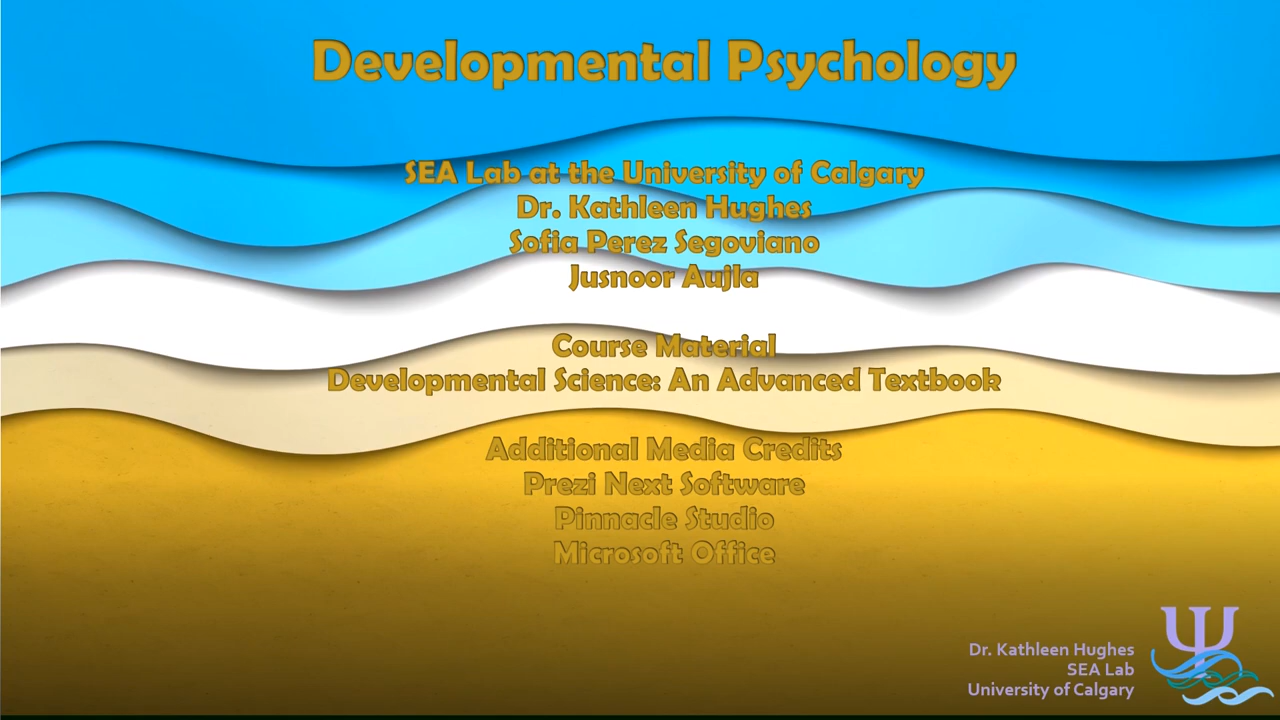 Developmental Psychology
SEA Lab at the University of Calgary
Dr. Kathleen Hughes
Sofia Perez Segoviano
Jusnoor Aujla
Course Material
Developmental Science: An Advanced Textbook
Additional Media Credits
Prezi Next Software
Pinnacle Studio
Microsoft Office
Dr. Kathleen Hughes
SEA Lab
University of Calgary